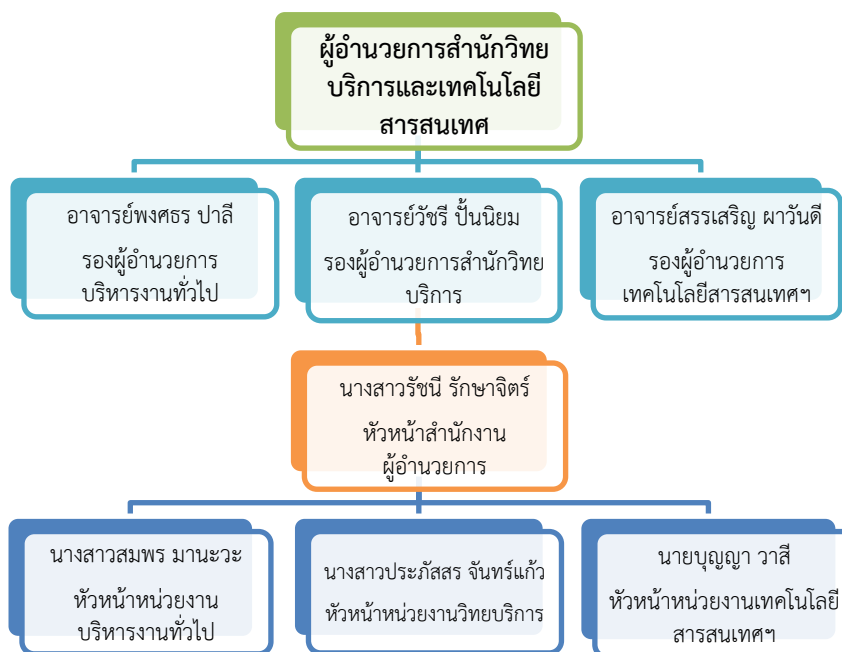 ผู้อำนวยการสำนักวิทย
บริการและเทคโนโลยี
สารสนเทศ
อาจารย์พงศธร ปาลี
รองผู้อำนวยการ
บริหารงานทั่วไป
อาจารย์วัชรี ปั้นนิยม
รองผู้อำนวยการสำนักวิทย
บริการ
อาจารย์สรรเสริญ ผาวันดี
รองผู้อำนวยการ
เทคโนโลยีสารสนเทศฯ
นางสาวรัชนี รักษาจิตร์
หัวหน้าสำนักงาน
ผู้อำนวยการ
นางสาวสมพร มานะวะ
หัวหน้าหน่วยงาน
บริหารงานทั่วไป
นางสาวประภัสสร จันทร์แก้ว
หัวหน้าหน่วยงานวิทยบริการ
นายบุญญา วาสี
หัวหน้าหน่วยงานเทคโนโลยี
สารสนเทศฯ